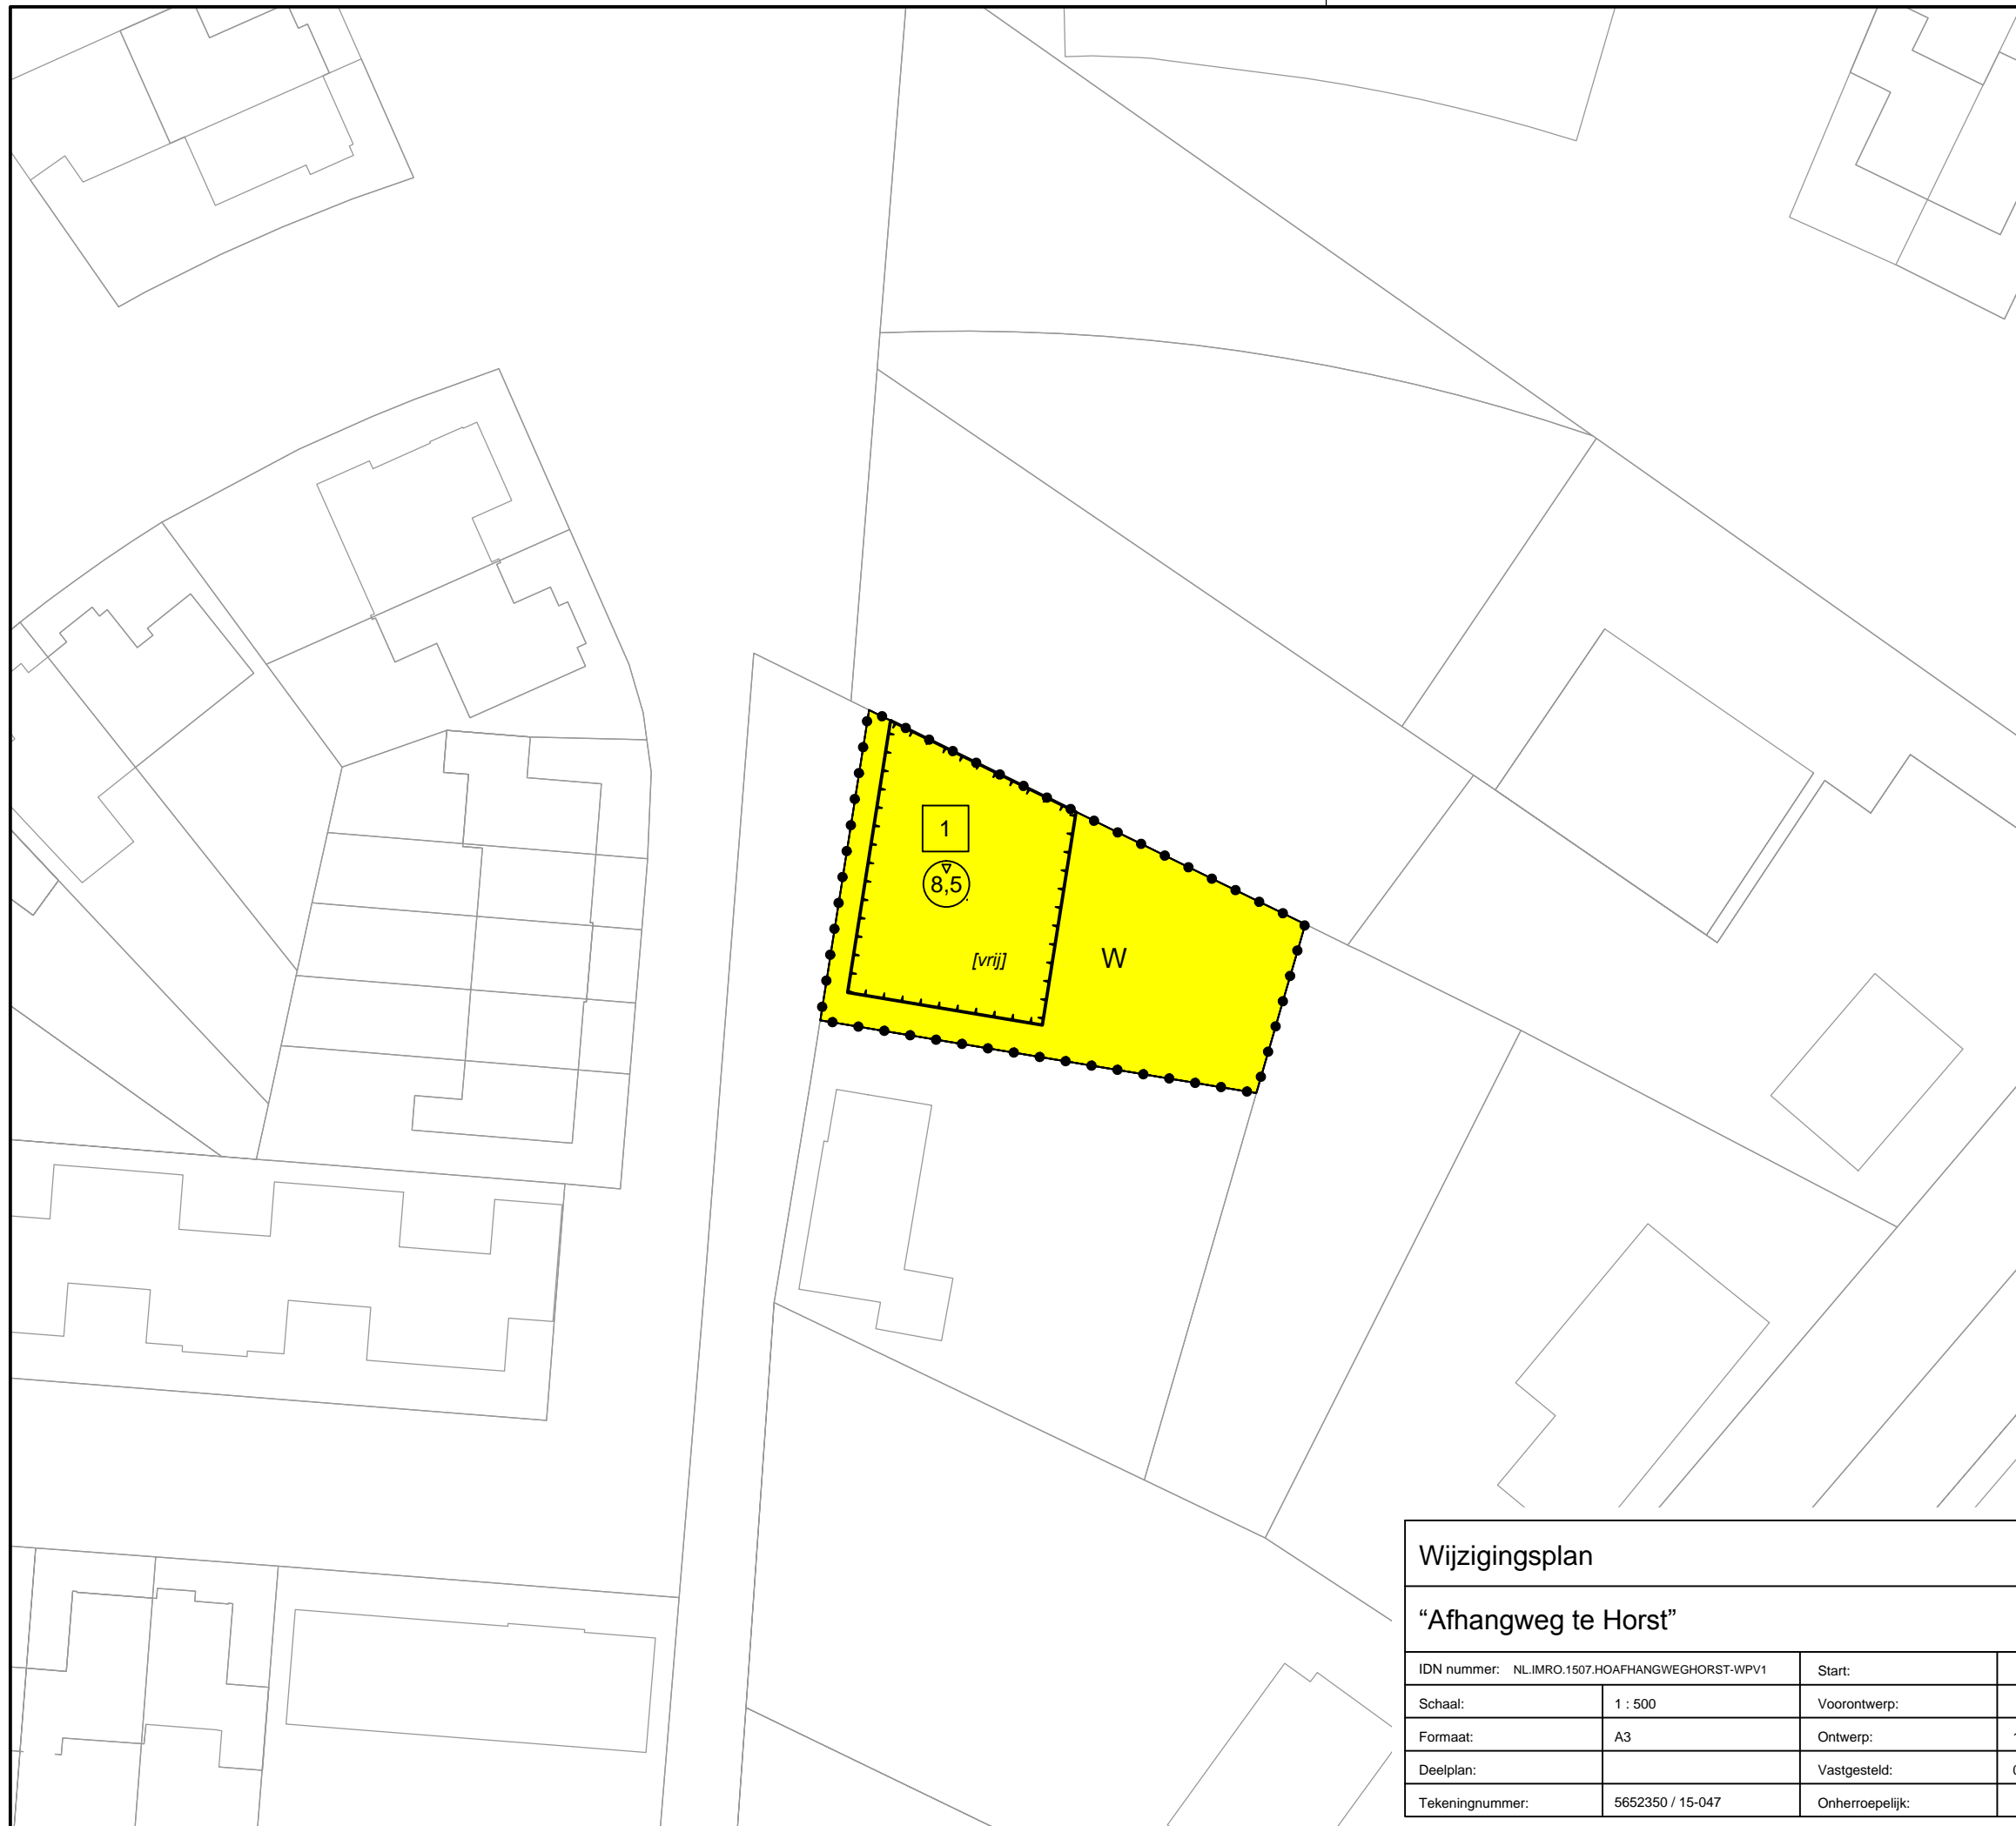 1
8,5
[vrij]
W
Wijzigingsplan
“Afhangweg te Horst”
IDN nummer: NL.IMRO.1507.HOAFHANGWEGHORST-WPV1 Start:
Schaal: 1 : 500 Voorontwerp:
Formaat: A3 Ontwerp:
Deelplan: Vastgesteld:
Tekeningnummer: 5652350 / 15-047 Onherroepelijk: